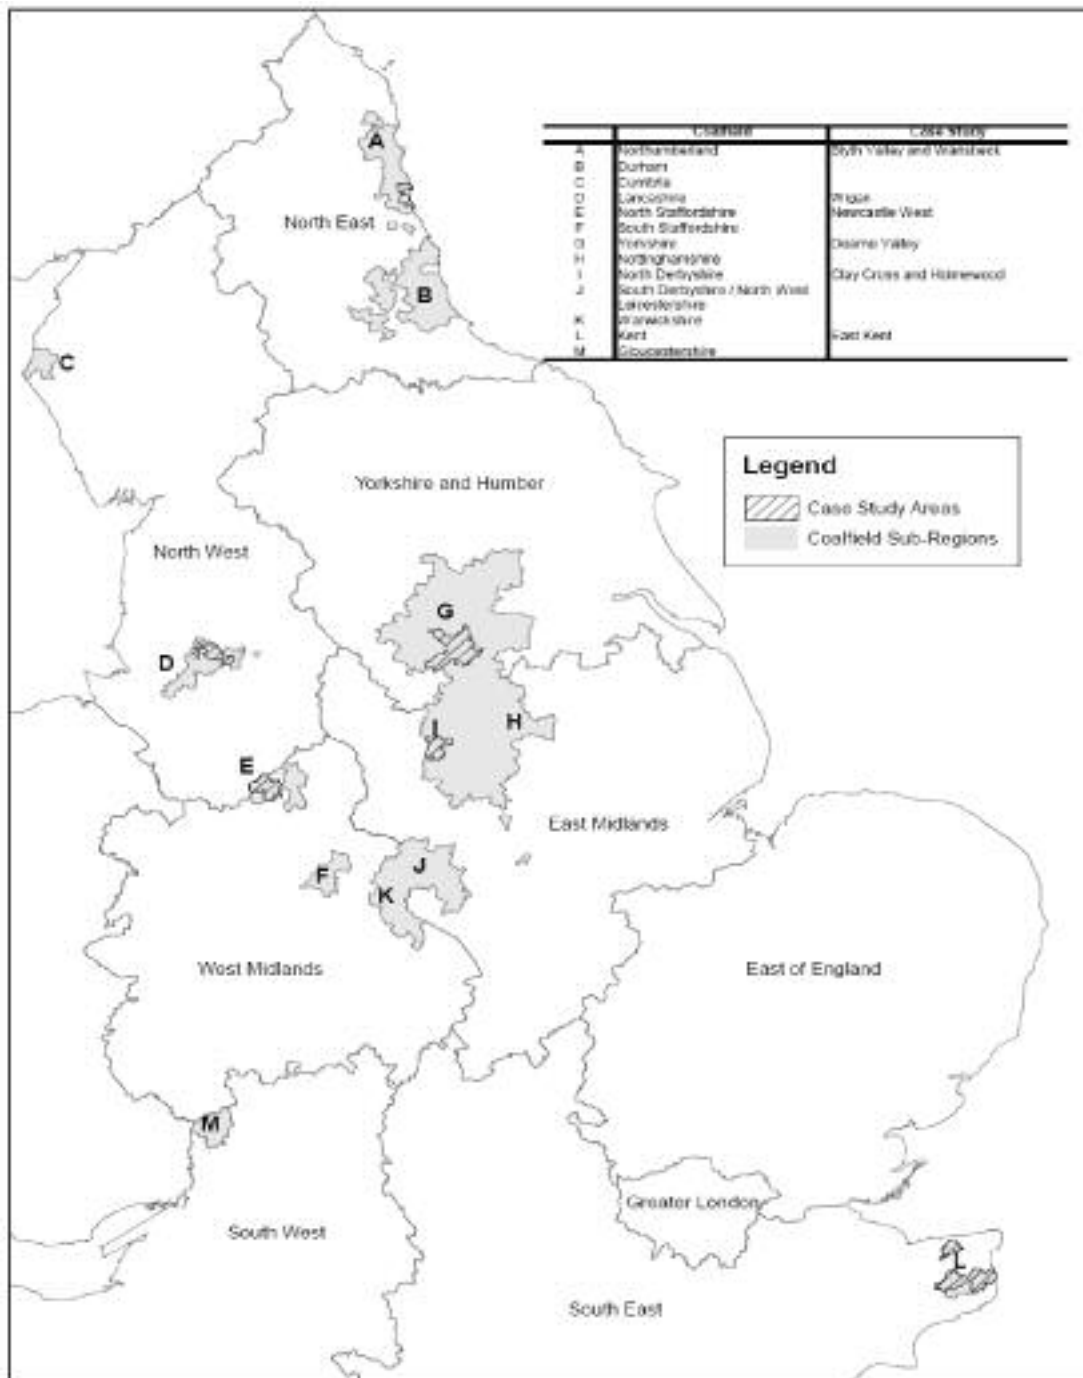 Coalfield Case Study
A Northumberland Blyth Valley and Wansbeck
B Durham
C Cumbria
D Lancashire Wigan
E North Staffordshire Newcastle West
F South Staffordshire
G Yorkshire Dearne Valley
H Nottinghamshire
I North Derbyshire Clay Cross and Holmewood
J South Derbyshire / North West
Leicestershire
K Warwickshire
L Kent East Kent
M Gloucestershire
A
North East
B
C
Legend
Case Study Areas
Coalfield Sub-Regions
Yorkshire and Humber
North West
G
D
I
H
E
East Midlands
J
F
K
West Midlands
East of England
M
Greater London
South West
L
South East